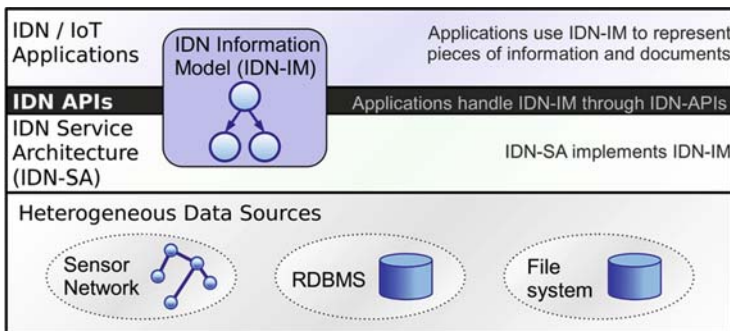 IDN / IoT
Applications
IDN Information
Model (IDN-IM)
Applications use IDN-IM to represent
pieces of information and documents
IDN APIs
Applications handle IDN-IM through IDN-APIs
IDN Service
Architecture
(IDN-SA)
IDN-SA implements IDN-IM
Heterogeneous Data Sources
Sensor
Network
RDBMS
File
system